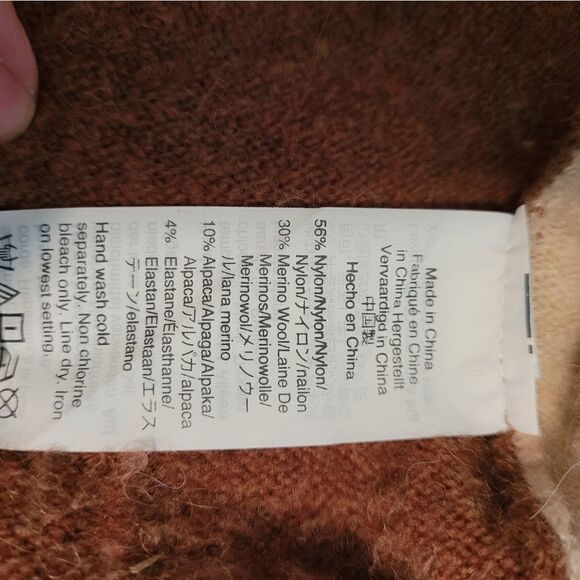 Made in China
Fabriqué en Chine
in China Hergestellt
Vervaardigd in China
中国製
Hecho en China
56% Nylon/Nylon/Nylon/
Nylon/ナイロン/nailon
30% Merino Wool/Laine De
Merinos/Merinowolle/
Merinowol/メリノウー
ル/lana merino
10% Alpaca/Alpaga/Alpaka/
Alpaca/アルパカ/alpaca
4% Elastane/Élasthanne/
Elastan/Elastaan/エラス
テーン/elastano
Hand wash cold
separately. Non chlorine
bleach only. Line dry. Iron
on lowest setting.